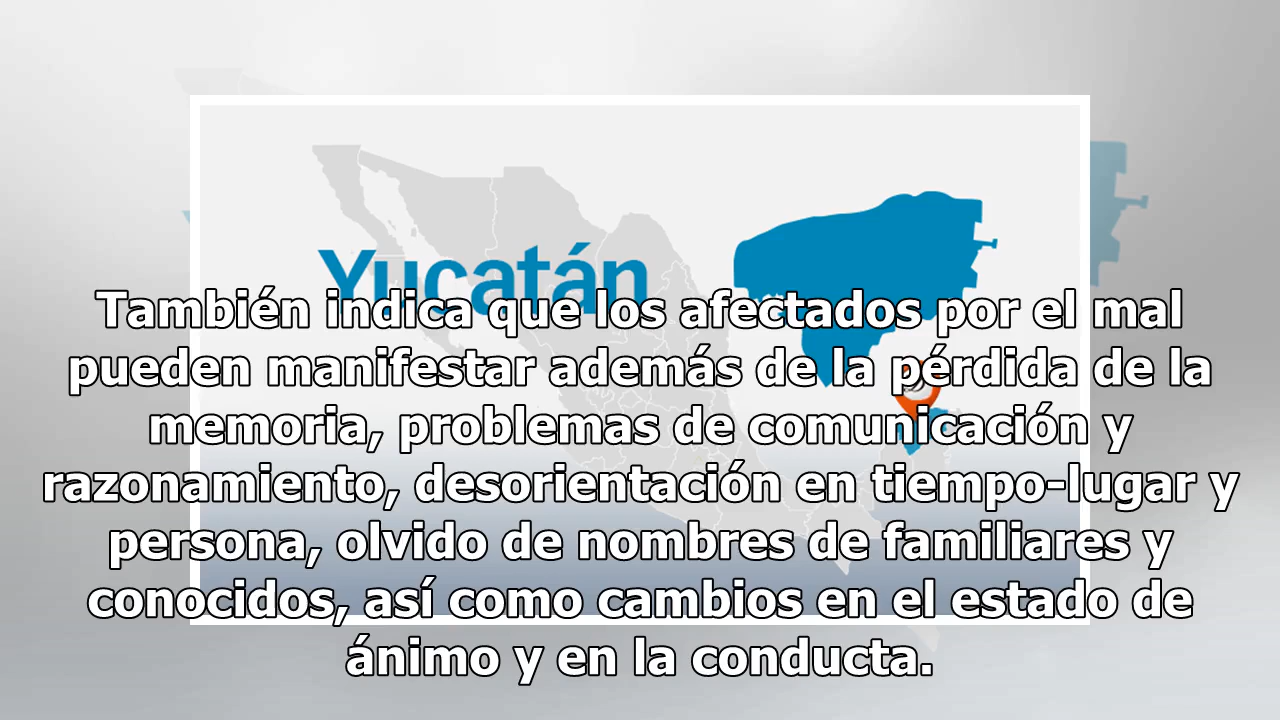 Yucatán
También indica que los afectados por el mal
pueden manifestar además de la pérdida de la
memoria, problemas de comunicación y
razonamiento, desorientación en tiempo-lugar y
persona, olvido de nombres de familiares y
conocidos, así como cambios en el estado de
ánimo y en la conducta.